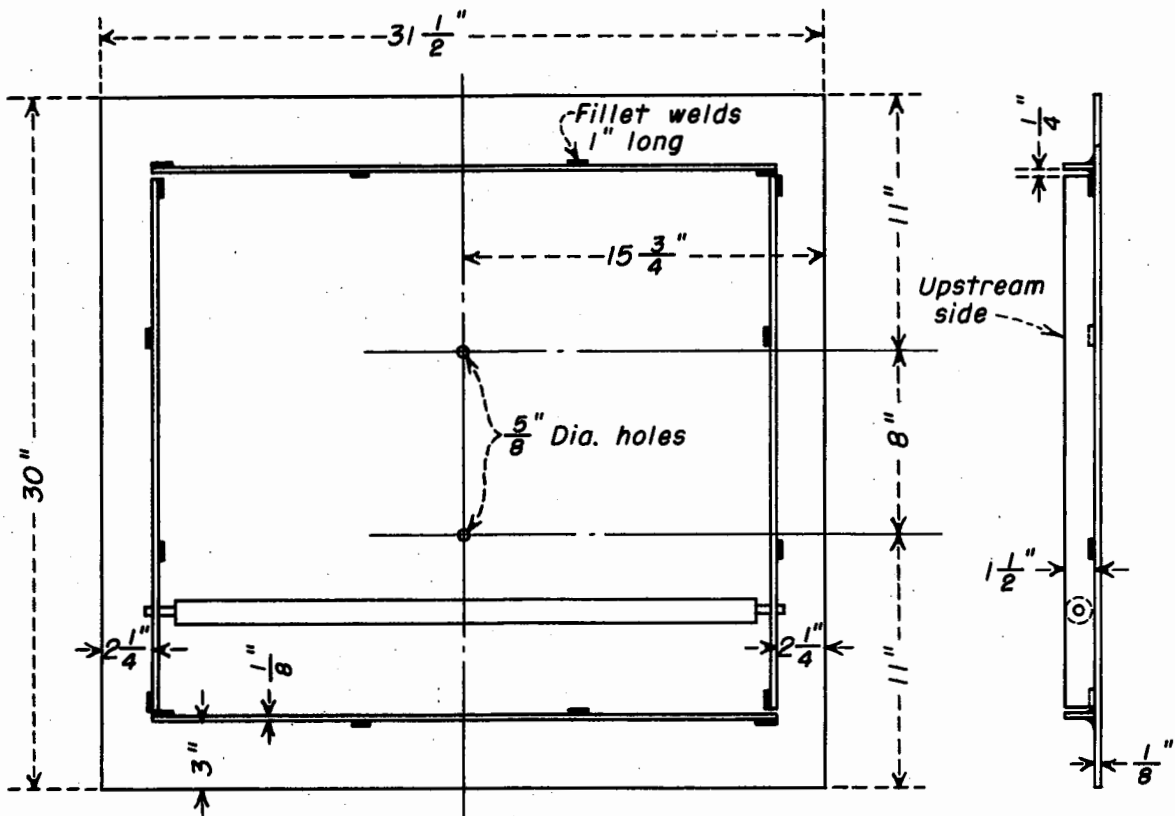 31 1/2"
Fillet welds
1" long
1/4"
11"
15 3/4"
Upstream
side
30"
5/8" Dia. holes
8"
1 1/2"
2 1/4"
1/8"
2 1/4"
11"
3"
1/8"